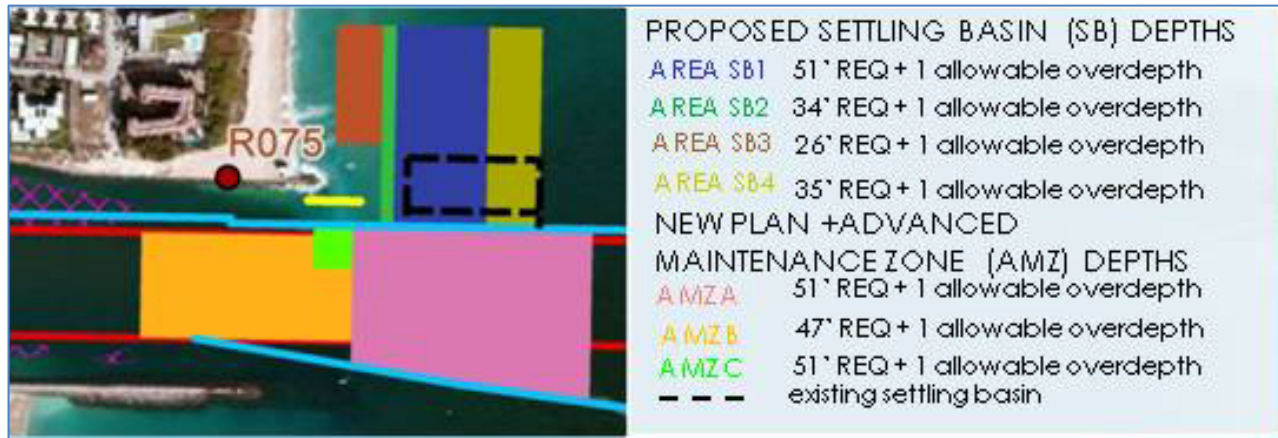 R075
PROPOSED SETTLING BASIN (SB) DEPTHS
AREA SB1 51' REQ + 1 allowable overdepth
AREA SB2 34' REQ + 1 allowable overdepth
AREA SB3 26' REQ + 1 allowable overdepth
AREA SB4 35' REQ + 1 allowable overdepth
NEW PLAN +ADVANCED
MAINTENANCE ZONE (AMZ) DEPTHS
AMZ A 51' REQ + 1 allowable overdepth
AMZ B 47' REQ + 1 allowable overdepth
AMZ C 51' REQ + 1 allowable overdepth
existing settling basin